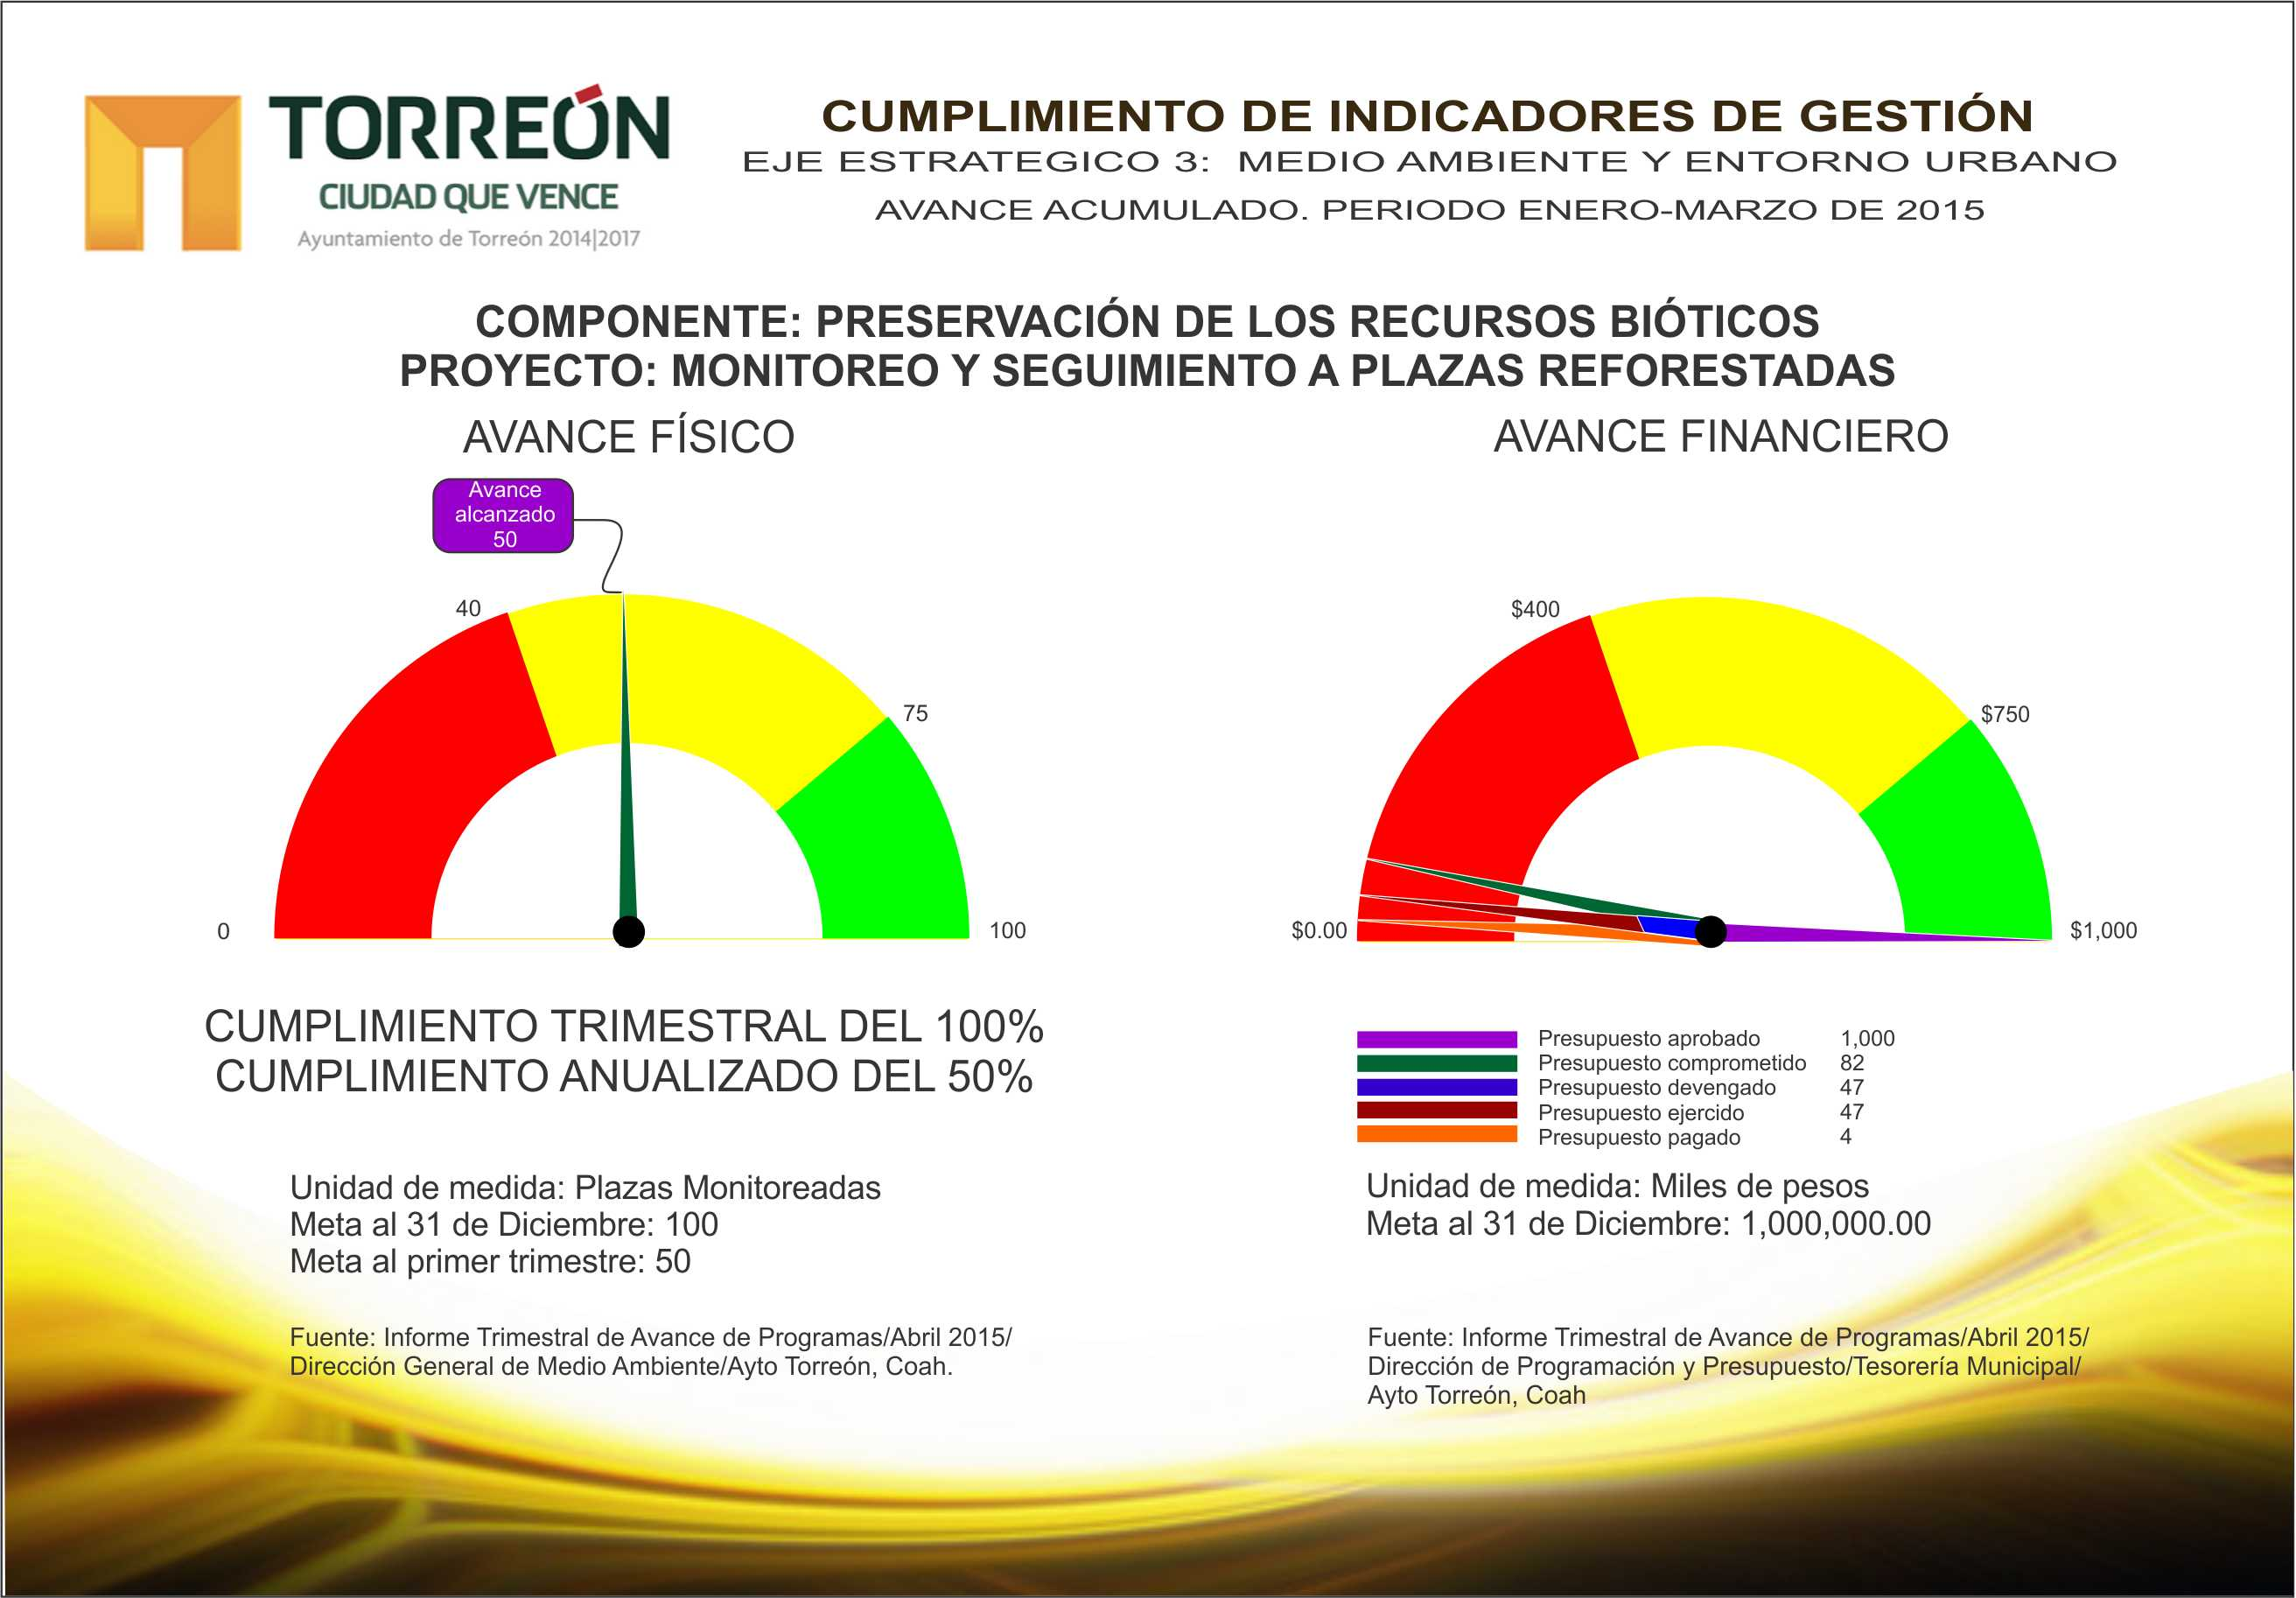 TORREÓN
CIUDAD QUE VENCE
Ayuntamiento de Torreón 2014|2017
CUMPLIMIENTO DE INDICADORES DE GESTIÓN
EJE ESTRATEGICO 3:  MEDIO AMBIENTE Y ENTORNO URBANO
AVANCE ACUMULADO. PERIODO ENERO-MARZO DE 2015
COMPONENTE: PRESERVACIÓN DE LOS RECURSOS BIÓTICOS
PROYECTO: MONITOREO Y SEGUIMIENTO A PLAZAS REFORESTADAS
AVANCE FÍSICO
Avance
alcanzado
50
40
75
0
100
CUMPLIMIENTO TRIMESTRAL DEL 100%
CUMPLIMIENTO ANUALIZADO DEL 50%
Unidad de medida: Plazas Monitoreadas
Meta al 31 de Diciembre: 100
Meta al primer trimestre: 50
Fuente: Informe Trimestral de Avance de Programas/Abril 2015/
Dirección General de Medio Ambiente/Ayto Torreón, Coah.
AVANCE FINANCIERO
$400
$750
$0.00
$1,000
Presupuesto aprobado 1,000
Presupuesto comprometido 82
Presupuesto devengado 47
Presupuesto ejercido 47
Presupuesto pagado 4
Unidad de medida: Miles de pesos
Meta al 31 de Diciembre: 1,000,000.00
Fuente: Informe Trimestral de Avance de Programas/Abril 2015/
Dirección de Programación y Presupuesto/Tesorería Municipal/
Ayto Torreón, Coah